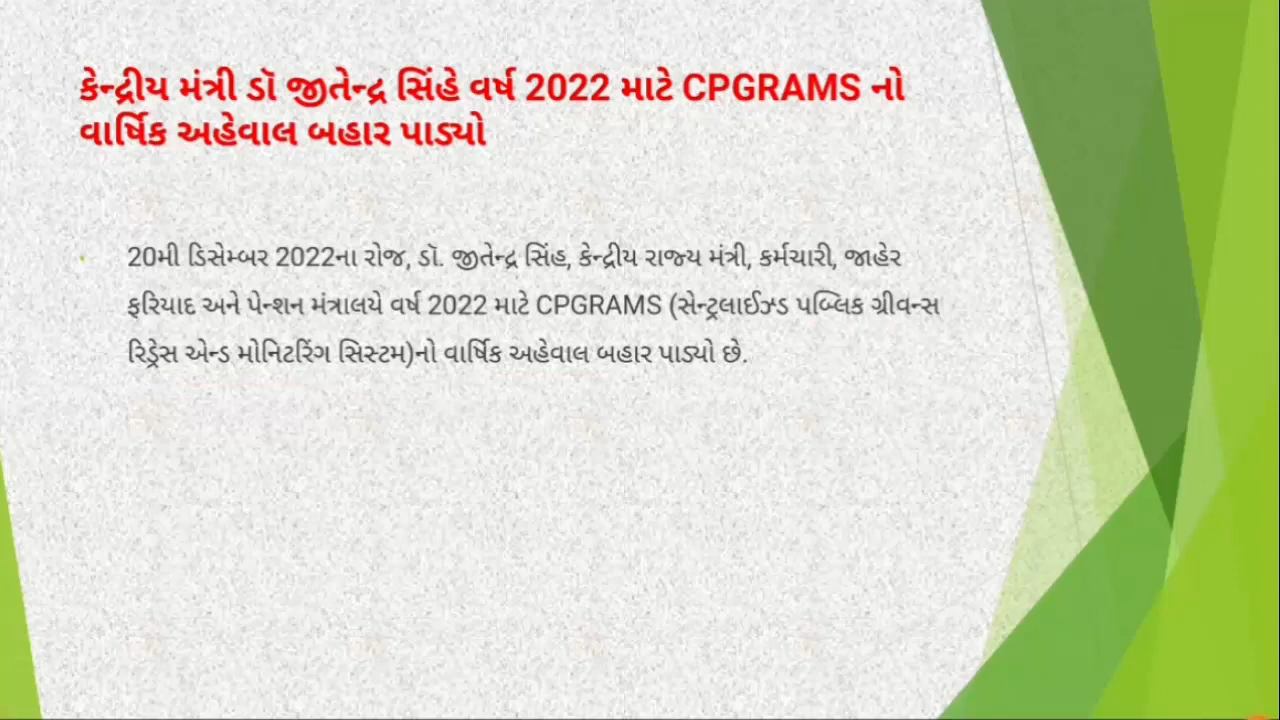 કેન્દ્રીય મંત્રી ડૉ જીતેન્દ્ર સિંહે વર્ષ 2022 માટે CPGRAMS નો
વાર્ષિક અહેવાલ બહાર પાડ્યો
20મી ડિસેમ્બર 2022ના રોજ, ડૉ. જીતેન્દ્ર સિંહ, કેન્દ્રીય રાજ્ય મંત્રી, કર્મચારી, જાહેર
ફરિયાદ અને પેન્શન મંત્રાલયે વર્ષ 2022 માટે CPGRAMS (સેન્ટ્રલાઈઝ્ડ પબ્લિક ગ્રીવન્સ
રિડ્રેસ એન્ડ મોનિટરિંગ સિસ્ટમ)નો વાર્ષિક અહેવાલ બહાર પાડ્યો છે.